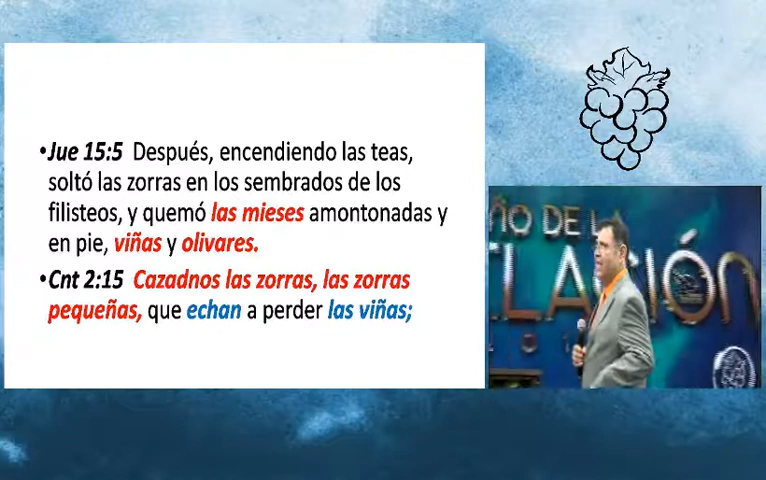 •Jue 15:5 Después, encendiendo las teas,
soltó las zorras en los sembrados de los
filisteos, y quemó las mieses amontonadas y
en pie, viñas y olivares.
•Cnt 2:15 Cazadnos las zorras, las zorras
pequeñas, que echan a perder las viñas;
DE LA